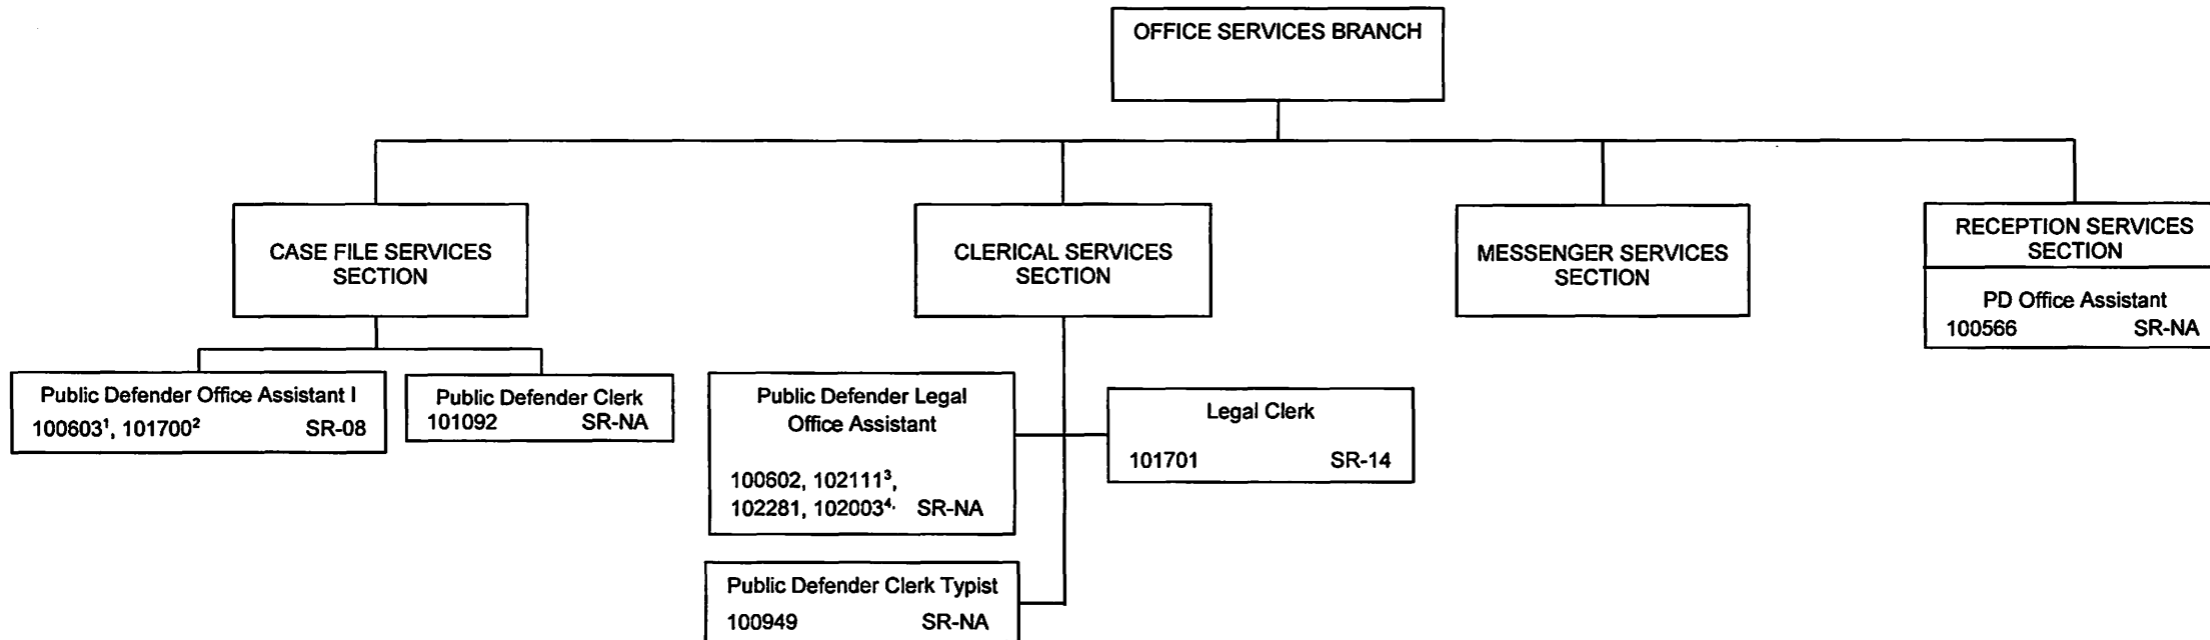 OFFICE SERVICES BRANCH
CASE FILE SERVICES
SECTION
CLERICAL SERVICES
SECTION
MESSENGER SERVICES
SECTION
RECEPTION SERVICES
SECTION
PD Office Assistant
100566 SR-NA
Public Defender Office Assistant I
100603¹, 101700² SR-08
Public Defender Clerk
101092 SR-NA
Public Defender Legal
Office Assistant
100602, 102111³,
102281, 102003⁴· SR-NA
Legal Clerk
101701 SR-14
Public Defender Clerk Typist
100949 SR-NA